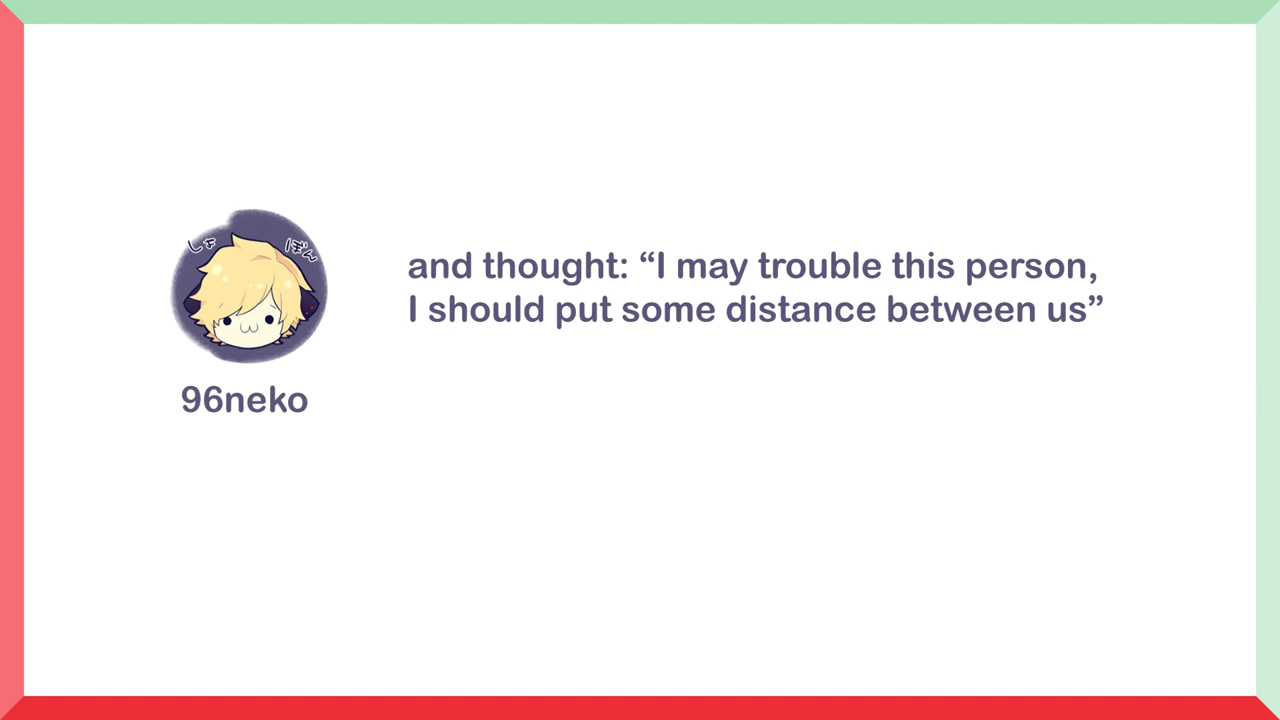 しょ
ぼん
96neko
and thought: “I may trouble this person,
I should put some distance between us”